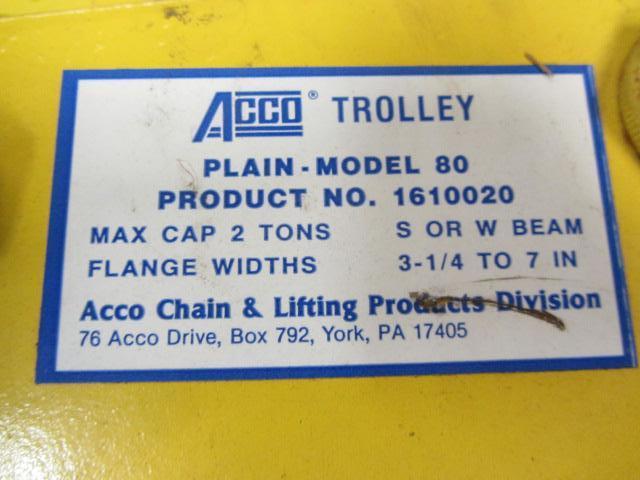 ACCO® TROLLEY
PLAIN - MODEL 80
PRODUCT NO. 1610020
MAX CAP 2 TONS S OR W BEAM
FLANGE WIDTHS 3-1/4 TO 7 IN
Acco Chain & Lifting Products Division
76 Acco Drive, Box 792, York, PA 17405